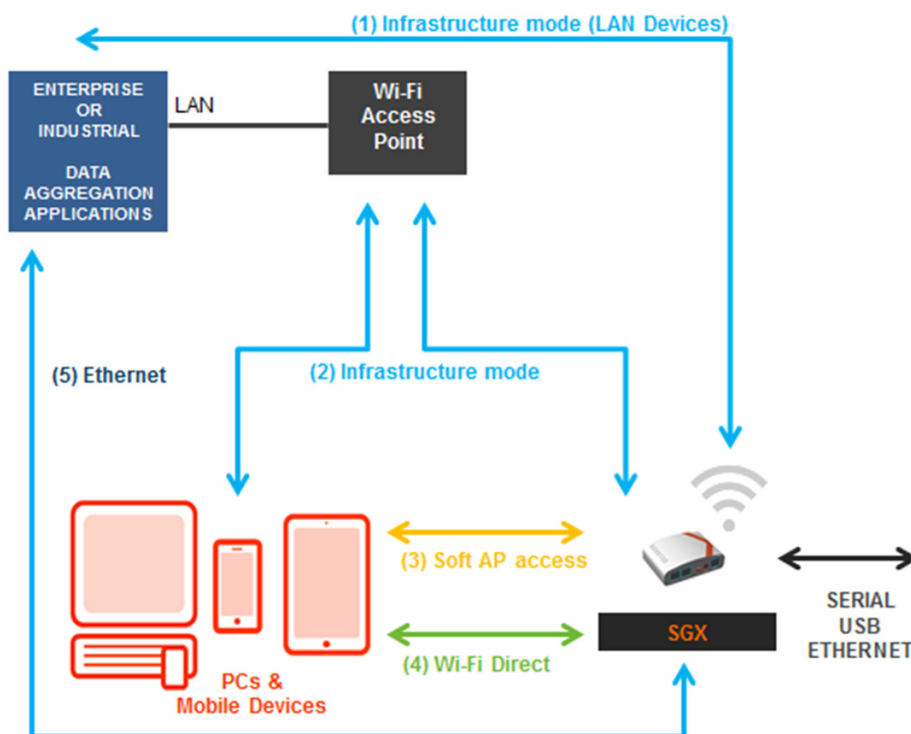 (1) Infrastructure mode (LAN Devices)
ENTERPRISE
OR
INDUSTRIAL
DATA
AGGREGATION
APPLICATIONS
LAN
Wi-Fi
Access
Point
(5) Ethernet
(2) Infrastructure mode
(3) Soft AP access
(4) Wi-Fi Direct
PCs &
Mobile Devices
SGX
SERIAL
USB
ETHERNET